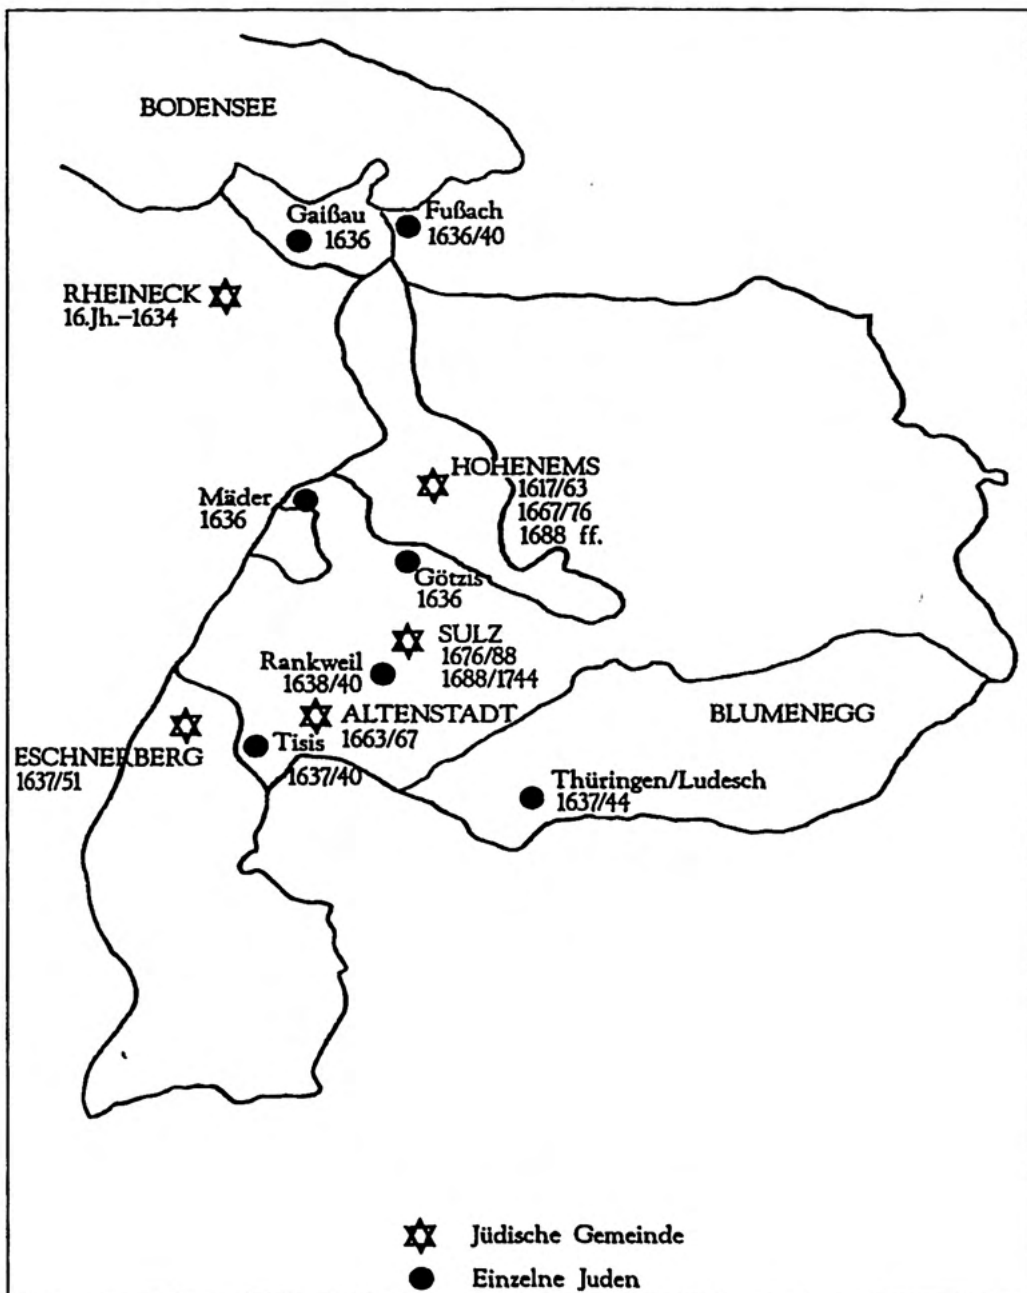 BODENSEE
Gaißau
1636
Fußach
1636/40
RHEINECK
16.Jh.–1634
HOHENEMS
1617/63
1667/76
1688 ff.
Mäder
1636
Götzis
1636
SULZ
1676/88
1688/1744
Rankweil
1638/40
ALTENSTADT
1663/67
BLUMENEGG
ESCHNERBERG
1637/51
Tisis
1637/40
Thüringen/Ludesch
1637/44
Jüdische Gemeinde
Einzelne Juden